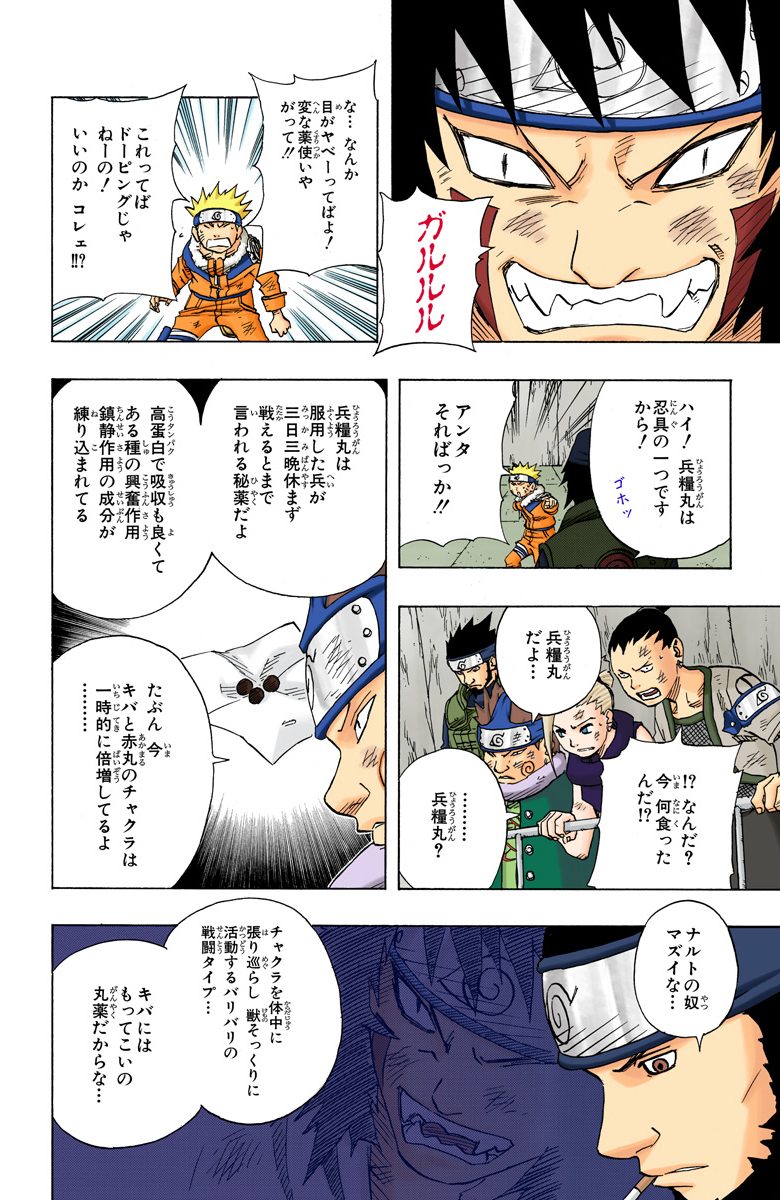 ガルルル
な…なんか
目がヤベーってばよ!
変な薬使いや
がって!!
これってば
ドーピングじゃ
ねーの!
いいのか コレェ!!?
ハイ! 兵糧丸は
忍具の一つです
から!
ゴホッ
アンタ
そればっか!!
兵糧丸は
服用した兵が
三日三晩休まず
戦えるとまで
言われる秘薬だよ
高蛋白で吸収も良くて
ある種の興奮作用
鎮静作用の成分が
練り込まれてる
!? なんだ?
今 何食った
んだ!?
兵糧丸
だよ…
…………
兵糧丸?
たぶん 今
キバと赤丸のチャクラは
一時的に倍増してるよ
…………
ナルトの奴
マズイな…
チャクラを体中に
張り巡らし 獣そっくりに
活動するバリバリの
戦闘タイプ…
キバには
もってこいの
丸薬だからな…